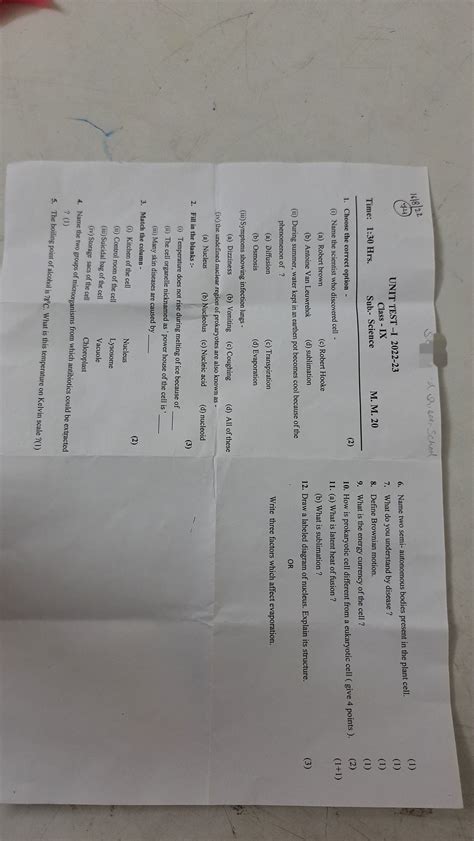 16/8/22
& Queen School
UNIT TEST -1 2022-23
Class - IX
Time: 1:30 Hrs. Sub.- Science M. M. 20
1. Choose the correct option - (2)
(i) Name the scientist who discovered cell -
(a) Robert brown (c) Robert Hooke
(b) Antonie Van Leuwenhik (d) sublimation
(ii) During summer, water kept in an earthen pot becomes cool because of the
phenomenon of ?
(a) Diffusion (c) Transpiration
(b) Osmosis (d) Evaporation
(iii)Symptoms showing infection lungs -
(a) Dizziness (b) Vomiting (c) Coughing (d) All of these
(iv) the undefined nuclear region of prokaryotes are also known as -
(a) Nucleus (b) Nucleolus (c) Nucleic acid (d) nucleoid
2. Fill in the blanks :- (3)
(i) Temperature does not rise during melting of ice because of ____
(ii) The cell organelle nicknamed as ' power house of the cell is ' ____
(iii) Many skin diseases are caused by ____
3. Match the column - (2)
(i) Kitchen of the cell Nucleus
(ii) Control room of the cell Lysosome
(iii)Suicidal bag of the cell Vacuole
(iv) Storage sacs of the cell Chloroplast
4. Name the two groups of microorganisms from which antibiotics could be extracted
? (1)
5. The boiling point of alcohol is 78°C. What is this temperature on Kelvin scale ?(1)
6. Name two semi- autonomous bodies present in the plant cell. (1)
7. What do you understand by disease ? (1)
8. Define Brownian motion. (1)
9. What is the energy currency of the cell ? (1)
10. How is prokaryotic cell different from a eukaryotic cell ( give 4 points ). (2)
11. (a) What is latent heat of fusion ? (1+1)
(b) What is sublimation ?
12. Draw a labeled diagram of nucleus. Explain its structure. (3)
OR
Write three factors which affect evaporation.